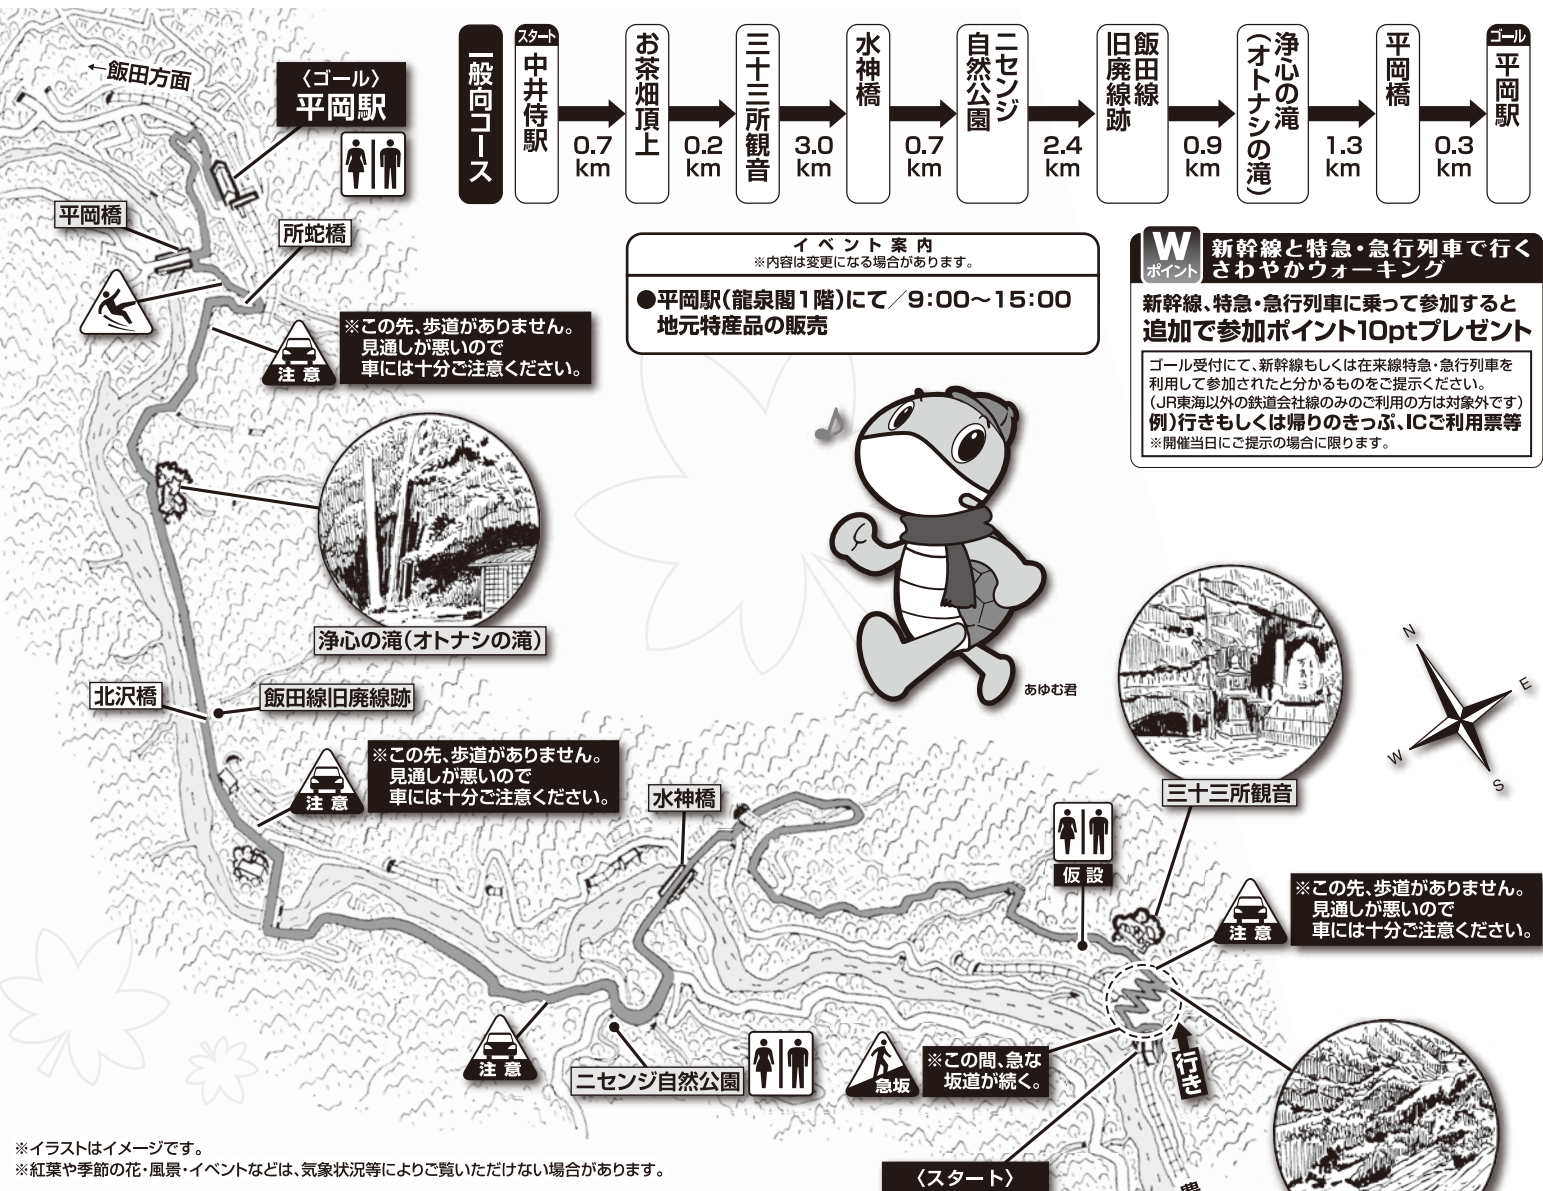 一般向コース
スタート
中井侍駅
0.7
km
お茶畑頂上
0.2
km
三十三所観音
3.0
km
水神橋
0.7
km
ニセンジ
自然公園
2.4
km
飯田線
旧廃線跡
0.9
km
浄心の滝
（オトナシの滝）
1.3
km
平岡橋
0.3
km
ゴール
平岡駅
←飯田方面
〈ゴール〉
平岡駅
平岡橋
所蛇橋
注意
※この先、歩道がありません。
見通しが悪いので
車には十分ご注意ください。
イベント案内
※内容は変更になる場合があります。
●平岡駅（龍泉閣1階）にて／9:00～15:00
地元特産品の販売
W
ポイント
新幹線と特急・急行列車で行く
さわやかウォーキング
新幹線、特急・急行列車に乗って参加すると
追加で参加ポイント10ptプレゼント
ゴール受付にて、新幹線もしくは在来線特急・急行列車を
利用して参加されたと分かるものをご提示ください。
（JR東海以外の鉄道会社線のみのご利用の方は対象外です）
例）行きもしくは帰りのきっぷ、ICご利用票等
※開催当日にご提示の場合に限ります。
浄心の滝（オトナシの滝）
あゆむ君
N
E
W
S
北沢橋
飯田線旧廃線跡
注意
※この先、歩道がありません。
見通しが悪いので
車には十分ご注意ください。
水神橋
三十三所観音
仮設
注意
※この先、歩道がありません。
見通しが悪いので
車には十分ご注意ください。
注意
ニセンジ自然公園
急坂
※この間、急な
坂道が続く。
行き
※イラストはイメージです。
※紅葉や季節の花・風景・イベントなどは、気象状況等によりご覧いただけない場合があります。
〈スタート〉